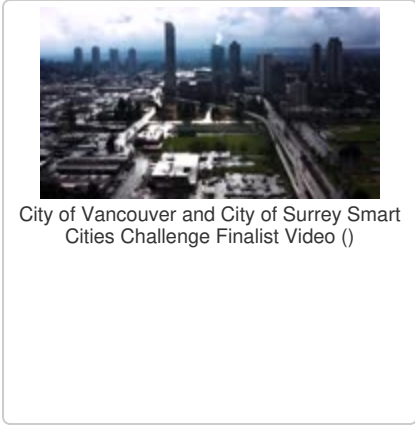 City of Vancouver and City of Surrey Smart
Cities Challenge Finalist Video ()